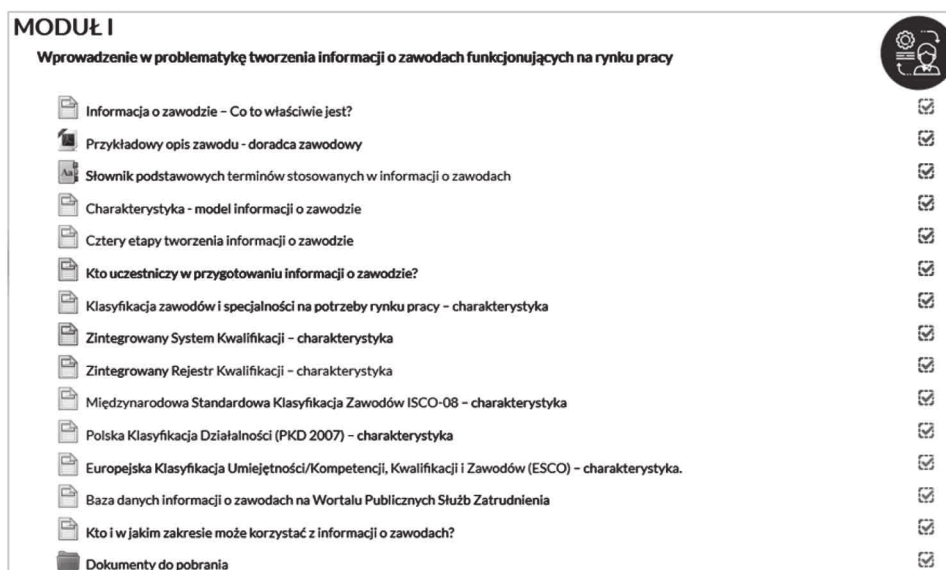 MODUŁ I
Wprowadzenie w problematykę tworzenia informacji o zawodach funkcjonujących na rynku pracy
Informacja o zawodzie – Co to właściwie jest?
Przykładowy opis zawodu - doradca zawodowy
Słownik podstawowych terminów stosowanych w informacji o zawodach
Charakterystyka - model informacji o zawodzie
Cztery etapy tworzenia informacji o zawodzie
Kto uczestniczy w przygotowaniu informacji o zawodzie?
Klasyfikacja zawodów i specjalności na potrzeby rynku pracy – charakterystyka
Zintegrowany System Kwalifikacji – charakterystyka
Zintegrowany Rejestr Kwalifikacji – charakterystyka
Międzynarodowa Standardowa Klasyfikacja Zawodów ISCO-08 – charakterystyka
Polska Klasyfikacja Działalności (PKD 2007) – charakterystyka
Europejska Klasyfikacja Umiejętności/Kompetencji, Kwalifikacji i Zawodów (ESCO) – charakterystyka.
Baza danych informacji o zawodach na Wortalu Publicznych Służb Zatrudnienia
Kto i w jakim zakresie może korzystać z informacji o zawodach?
Dokumenty do pobrania